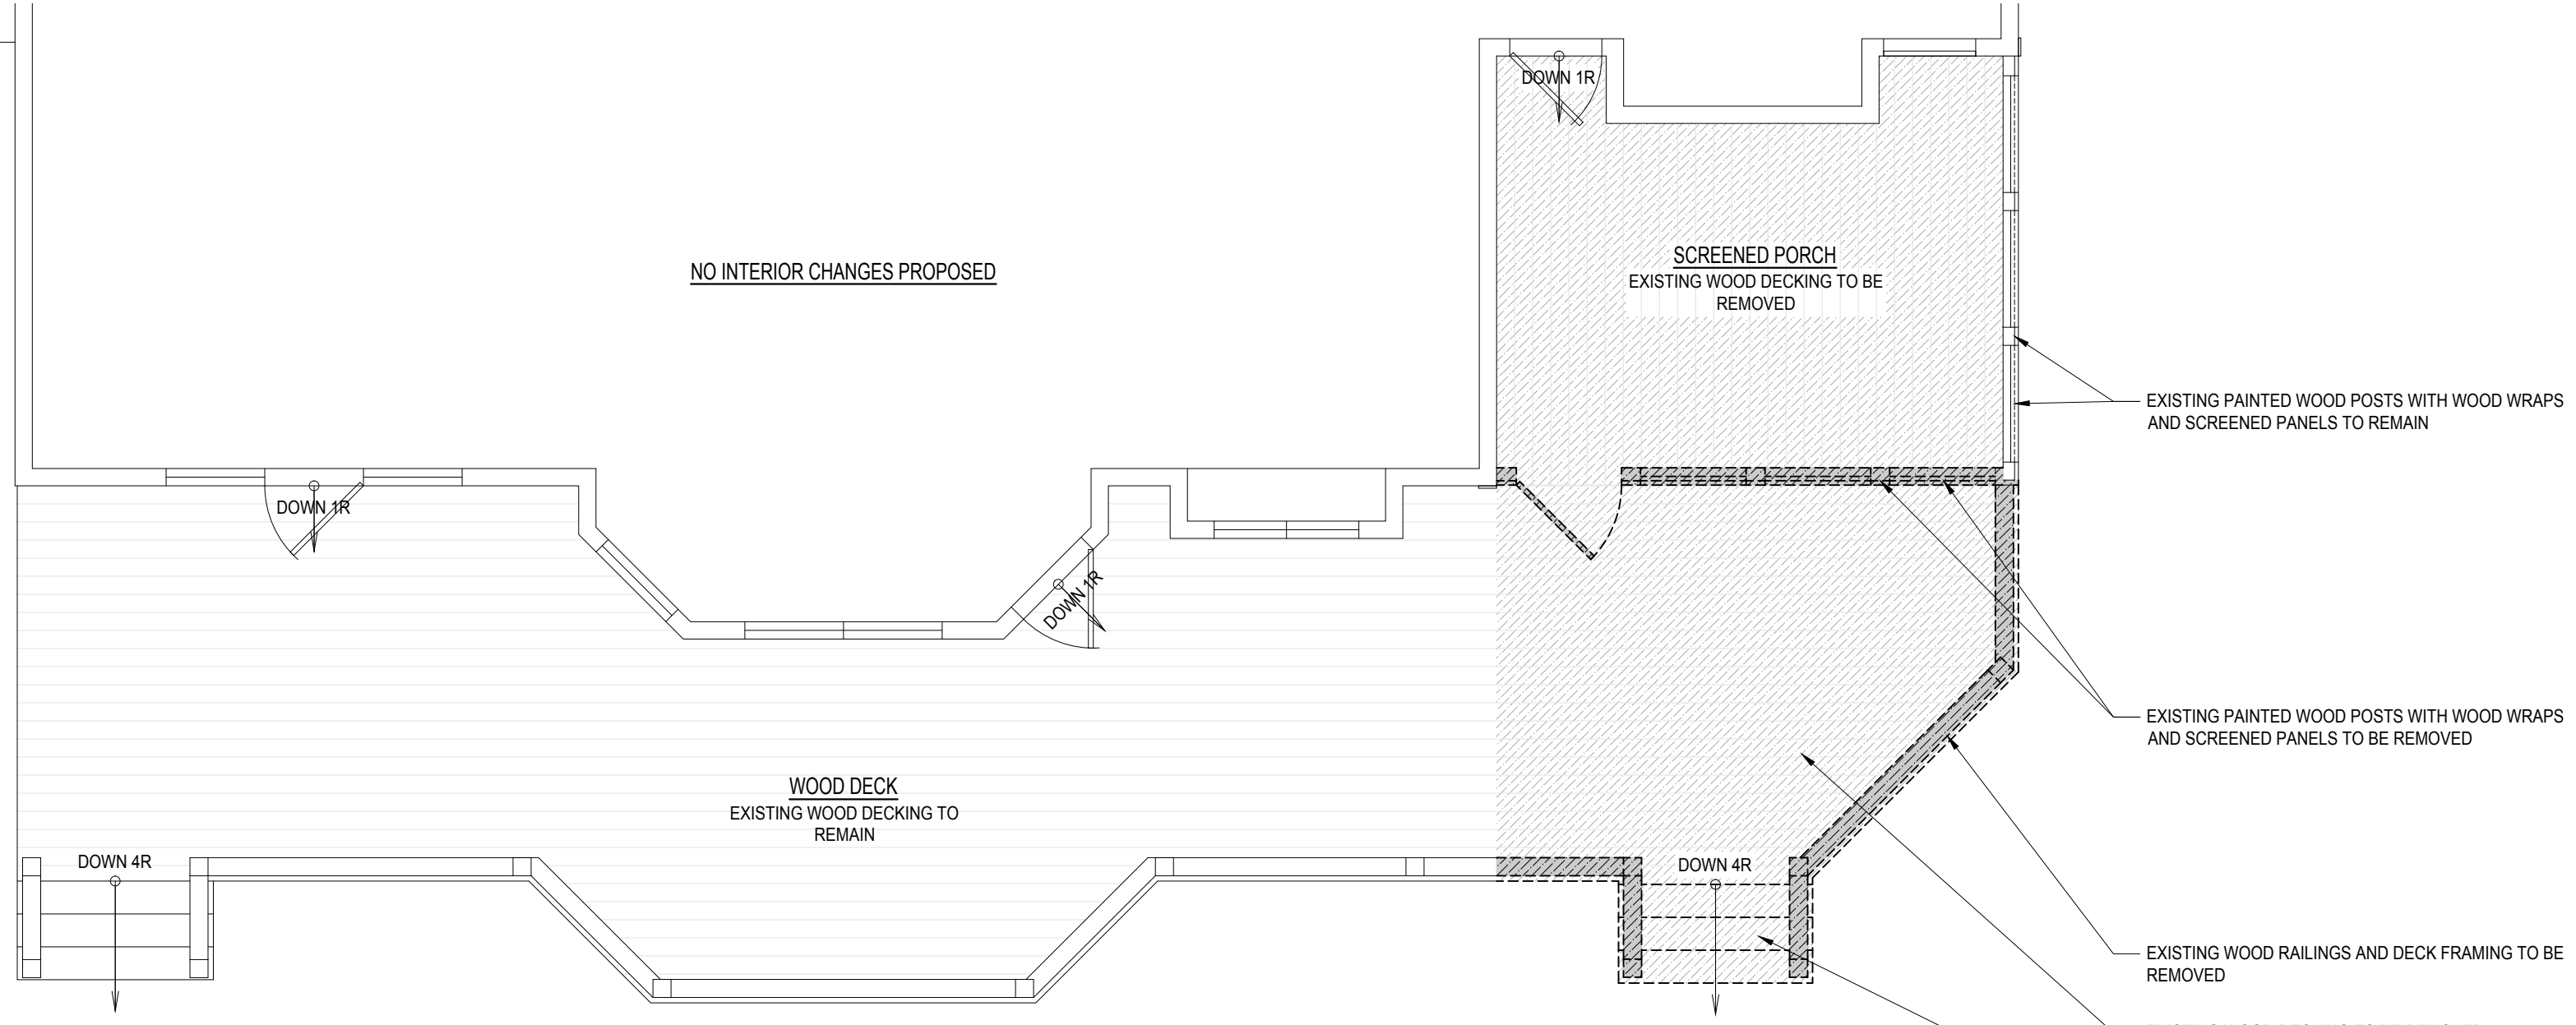 DOWN 1R
NO INTERIOR CHANGES PROPOSED
SCREENED PORCH
EXISTING WOOD DECKING TO BE
REMOVED
EXISTING PAINTED WOOD POSTS WITH WOOD WRAPS
AND SCREENED PANELS TO REMAIN
DOWN 1R
DOWN 1R
EXISTING PAINTED WOOD POSTS WITH WOOD WRAPS
AND SCREENED PANELS TO BE REMOVED
WOOD DECK
EXISTING WOOD DECKING TO
REMAIN
DOWN 4R
DOWN 4R
EXISTING WOOD RAILINGS AND DECK FRAMING TO BE
REMOVED